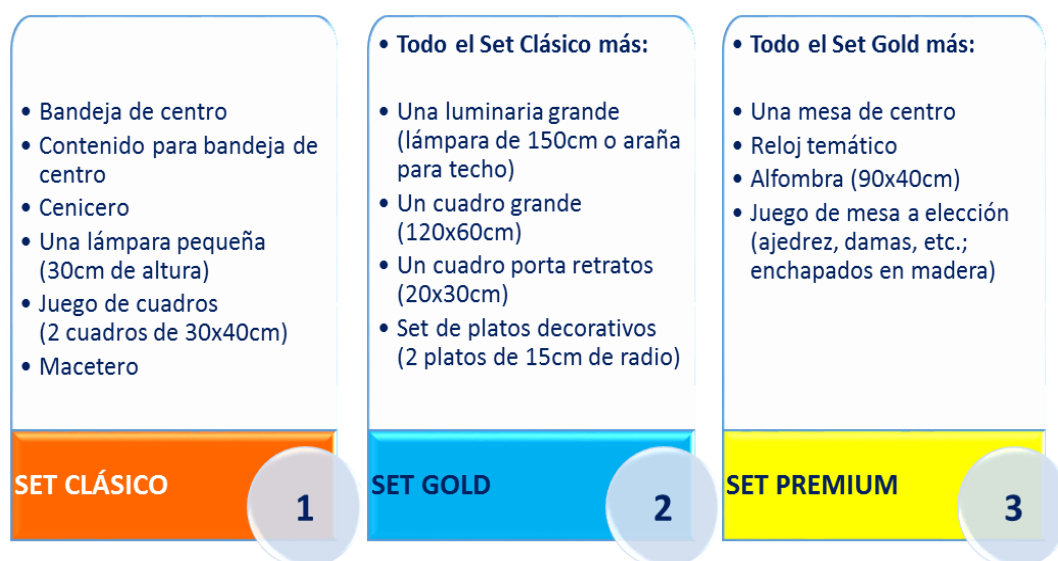 • Bandeja de centro
• Contenido para bandeja de
centro
• Cenicero
• Una lámpara pequeña
(30cm de altura)
• Juego de cuadros
(2 cuadros de 30x40cm)
• Macetero
SET CLÁSICO
1
• Todo el Set Clásico más:
• Una luminaria grande
(lámpara de 150cm o araña
para techo)
• Un cuadro grande
(120x60cm)
• Un cuadro porta retratos
(20x30cm)
• Set de platos decorativos
(2 platos de 15cm de radio)
SET GOLD
2
• Todo el Set Gold más:
• Una mesa de centro
• Reloj temático
• Alfombra (90x40cm)
• Juego de mesa a elección
(ajedrez, damas, etc.;
enchapados en madera)
SET PREMIUM
3